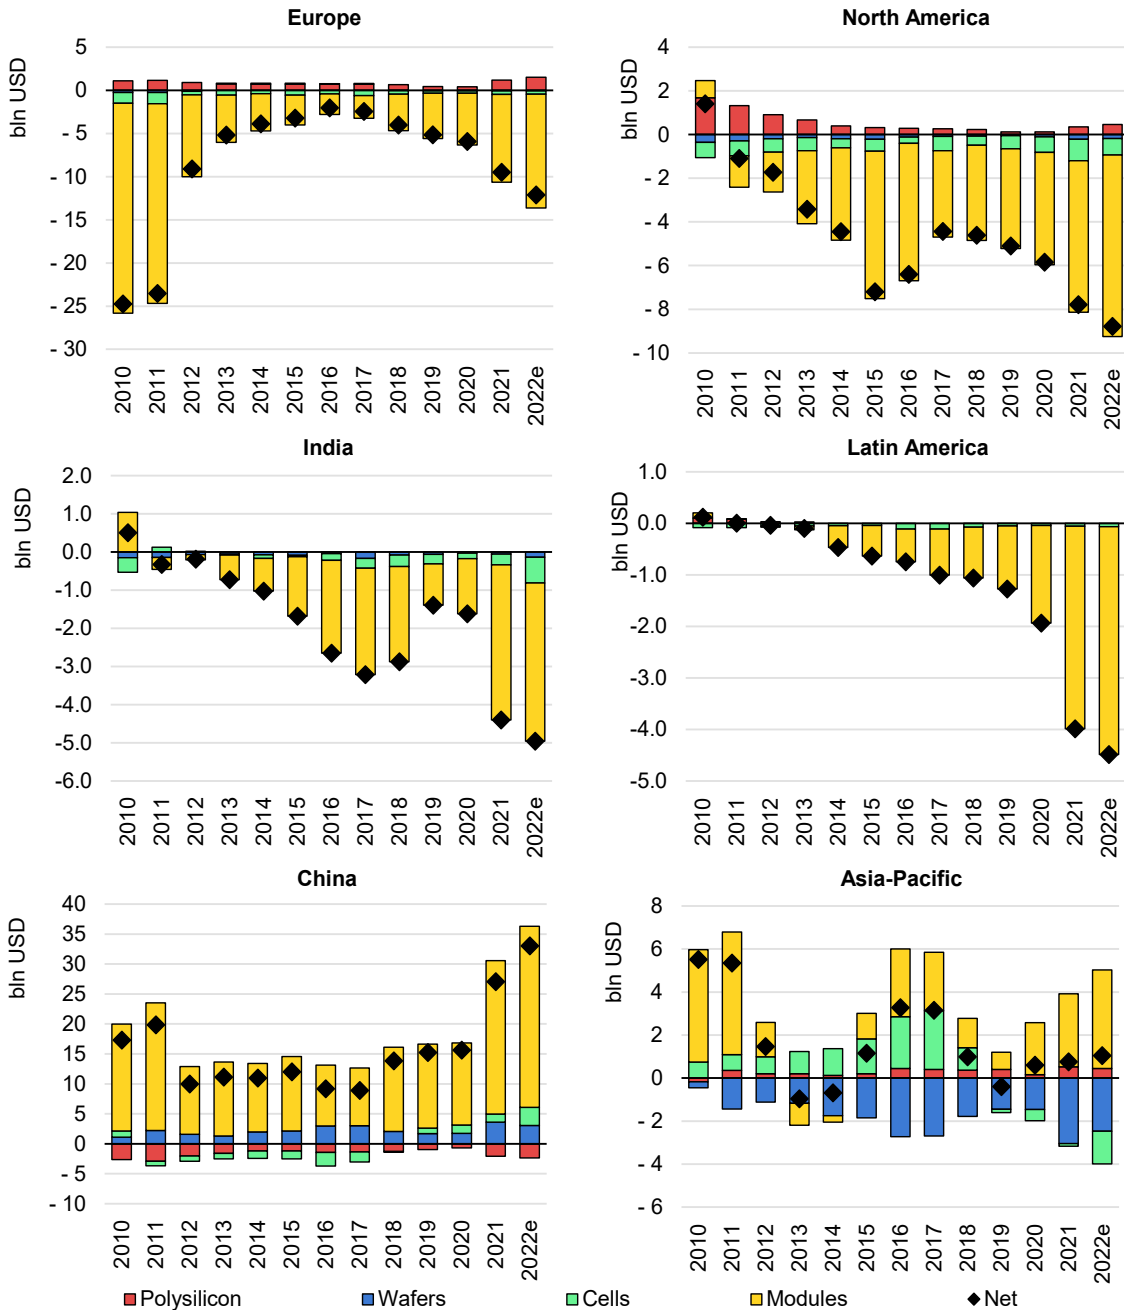 Europe
bln USD
5
0
- 5
- 10
- 15
- 20
- 25
- 30
2010 2011 2012 2013 2014 2015 2016 2017 2018 2019 2020 2021 2022e
North America
bln USD
4
2
0
- 2
- 4
- 6
- 8
- 10
2010 2011 2012 2013 2014 2015 2016 2017 2018 2019 2020 2021 2022e
India
bln USD
2.0
1.0
0.0
-1.0
-2.0
-3.0
-4.0
-5.0
-6.0
2010 2011 2012 2013 2014 2015 2016 2017 2018 2019 2020 2021 2022e
Latin America
bln USD
1.0
0.0
-1.0
-2.0
-3.0
-4.0
-5.0
2010 2011 2012 2013 2014 2015 2016 2017 2018 2019 2020 2021 2022e
China
bln USD
40
35
30
25
20
15
10
5
0
- 5
- 10
2010 2011 2012 2013 2014 2015 2016 2017 2018 2019 2020 2021 2022e
Asia-Pacific
bln USD
8
6
4
2
0
- 2
- 4
- 6
2010 2011 2012 2013 2014 2015 2016 2017 2018 2019 2020 2021 2022e
Polysilicon Wafers Cells Modules Net